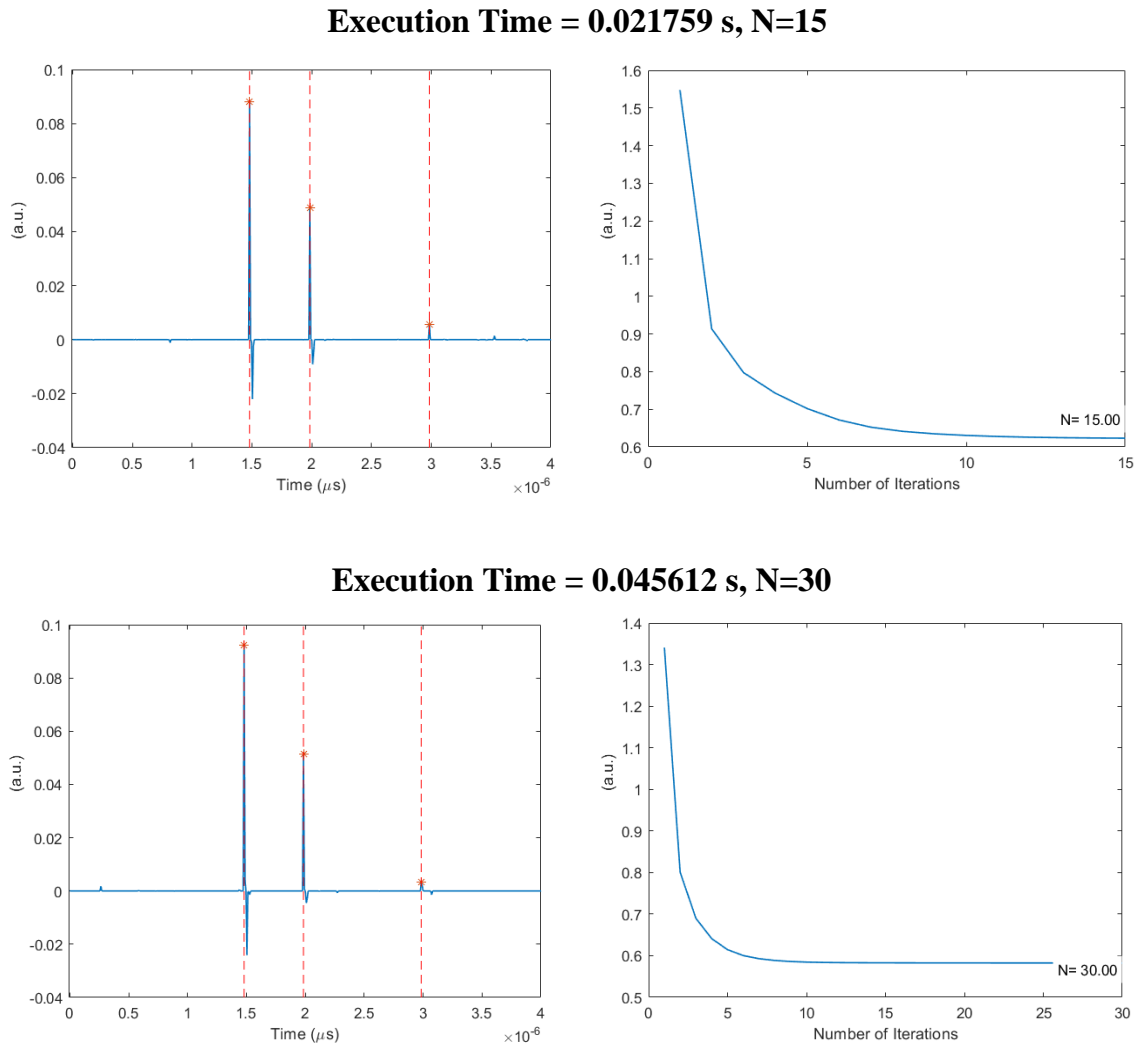 Execution Time = 0.021759 s, N=15
0.1
0.08
0.06
0.04
0.02
0
-0.02
-0.04
(a.u.)
0 0.5 1 1.5 2 2.5 3 3.5 4
Time (μs)
×10-6
1.6
1.5
1.4
1.3
1.2
1.1
1
0.9
0.8
0.7
0.6
(a.u.)
N= 15.00
0 5 10 15
Number of Iterations
Execution Time = 0.045612 s, N=30
0.1
0.08
0.06
0.04
0.02
0
-0.02
-0.04
(a.u.)
0 0.5 1 1.5 2 2.5 3 3.5 4
Time (μs)
×10-6
1.4
1.3
1.2
1.1
1
0.9
0.8
0.7
0.6
0.5
(a.u.)
N= 30.00
0 5 10 15 20 25 30
Number of Iterations